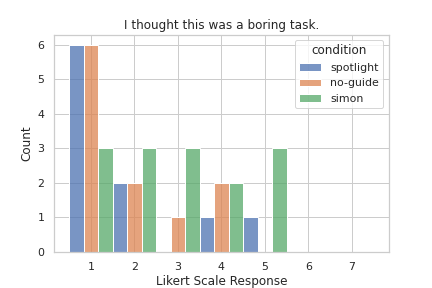 I thought this was a boring task.
condition
spotlight
no-guide
simon
6
5
4
3
2
1
0
Count
1 2 3 4 5 6 7
Likert Scale Response